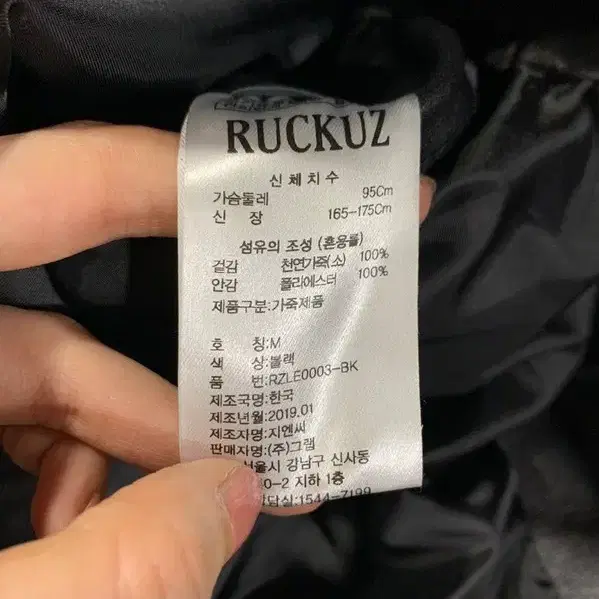 RUCKUZ
신체치수
가슴둘레 95Cm
신 장 165-175Cm
섬유의 조성 (혼용률)
겉감 천연가죽(소) 100%
안감 폴리에스터 100%
제품구분:가죽제품
호 칭:M
색 상:블랙
품 번:RZLE0003-BK
제조국명:한국
제조년월:2019.01
제조자명:지엔씨
판매자명:(주)그램
서울시 강남구 신사동
0-2 지하 1층
담실:1544-7199